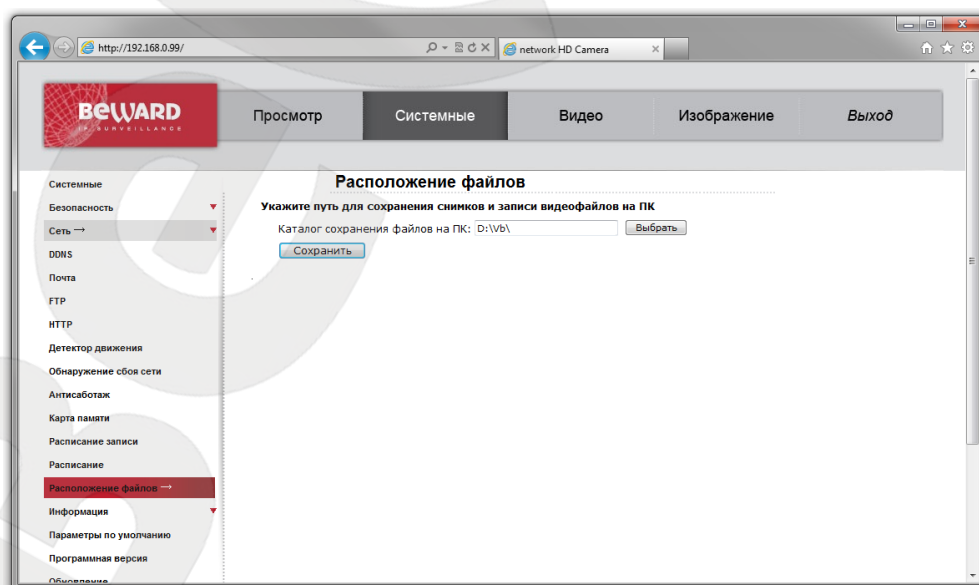 http://192.168.0.99/
network HD Camera
BEWARD
IP SURVEILLANCE
Просмотр
Системные
Видео
Изображение
Выход
Системные
Безопасность
Сеть →
DDNS
Почта
FTP
HTTP
Детектор движения
Обнаружение сбоя сети
Антисаботаж
Карта памяти
Расписание записи
Расписание
Расположение файлов →
Информация
Параметры по умолчанию
Программная версия
Обновление
Расположение файлов
Укажите путь для сохранения снимков и записи видеофайлов на ПК
Каталог сохранения файлов на ПК: D:\Vb\ Выбрать
Сохранить